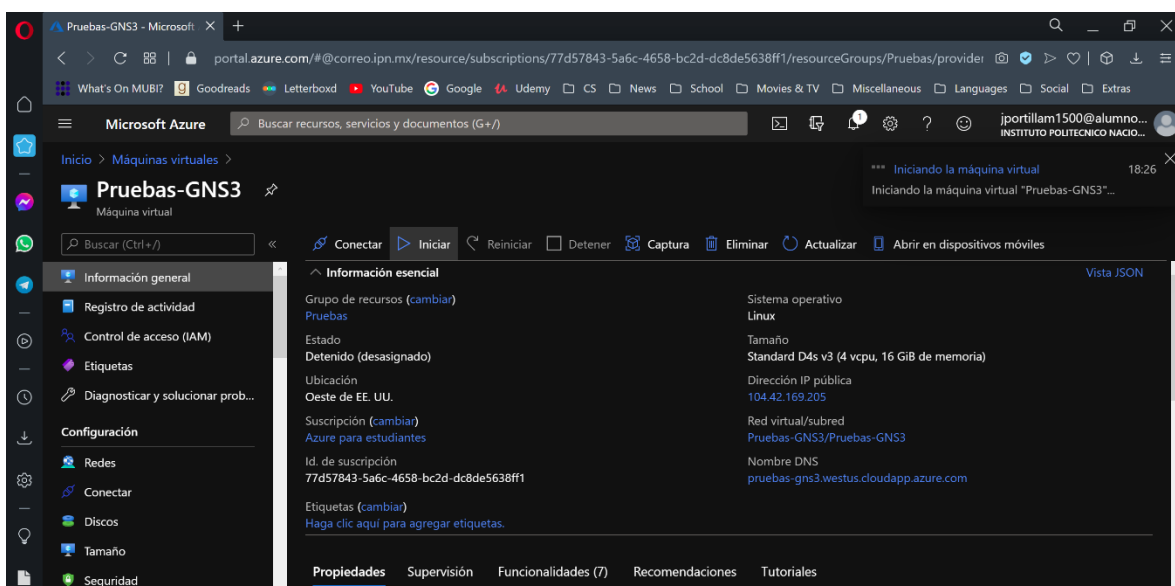 Pruebas-GNS3 - Microsoft
portal.azure.com/#@correo.ipn.mx/resource/subscriptions/77d57843-5a6c-4658-bc2d-dc8de5638ff1/resourceGroups/Pruebas/provider
What's On MUBI? Goodreads Letterboxd YouTube Google Udemy CS News School Movies & TV Miscellaneous Languages Social Extras
Microsoft Azure Buscar recursos, servicios y documentos (G+/) 1 jportillam1500@alumno...
INSTITUTO POLITECNICO NACIO...
Inicio > Máquinas virtuales >
Iniciando la máquina virtual 18:26
Iniciando la máquina virtual "Pruebas-GNS3"...
Pruebas-GNS3
Máquina virtual
Buscar (Ctrl+/) «
Conectar Iniciar Reiniciar Detener Captura Eliminar Actualizar Abrir en dispositivos móviles
Información general
Registro de actividad
Control de acceso (IAM)
Etiquetas
Diagnosticar y solucionar prob...
Configuración
Redes
Conectar
Discos
Tamaño
Seguridad
Información esencial Vista JSON
Grupo de recursos (cambiar)
Pruebas
Estado
Detenido (desasignado)
Ubicación
Oeste de EE. UU.
Suscripción (cambiar)
Azure para estudiantes
Id. de suscripción
77d57843-5a6c-4658-bc2d-dc8de5638ff1
Etiquetas (cambiar)
Haga clic aquí para agregar etiquetas.
Sistema operativo
Linux
Tamaño
Standard D4s v3 (4 vcpu, 16 GiB de memoria)
Dirección IP pública
104.42.169.205
Red virtual/subred
Pruebas-GNS3/Pruebas-GNS3
Nombre DNS
pruebas-gns3.westus.cloudapp.azure.com
Propiedades Supervisión Funcionalidades (7) Recomendaciones Tutoriales